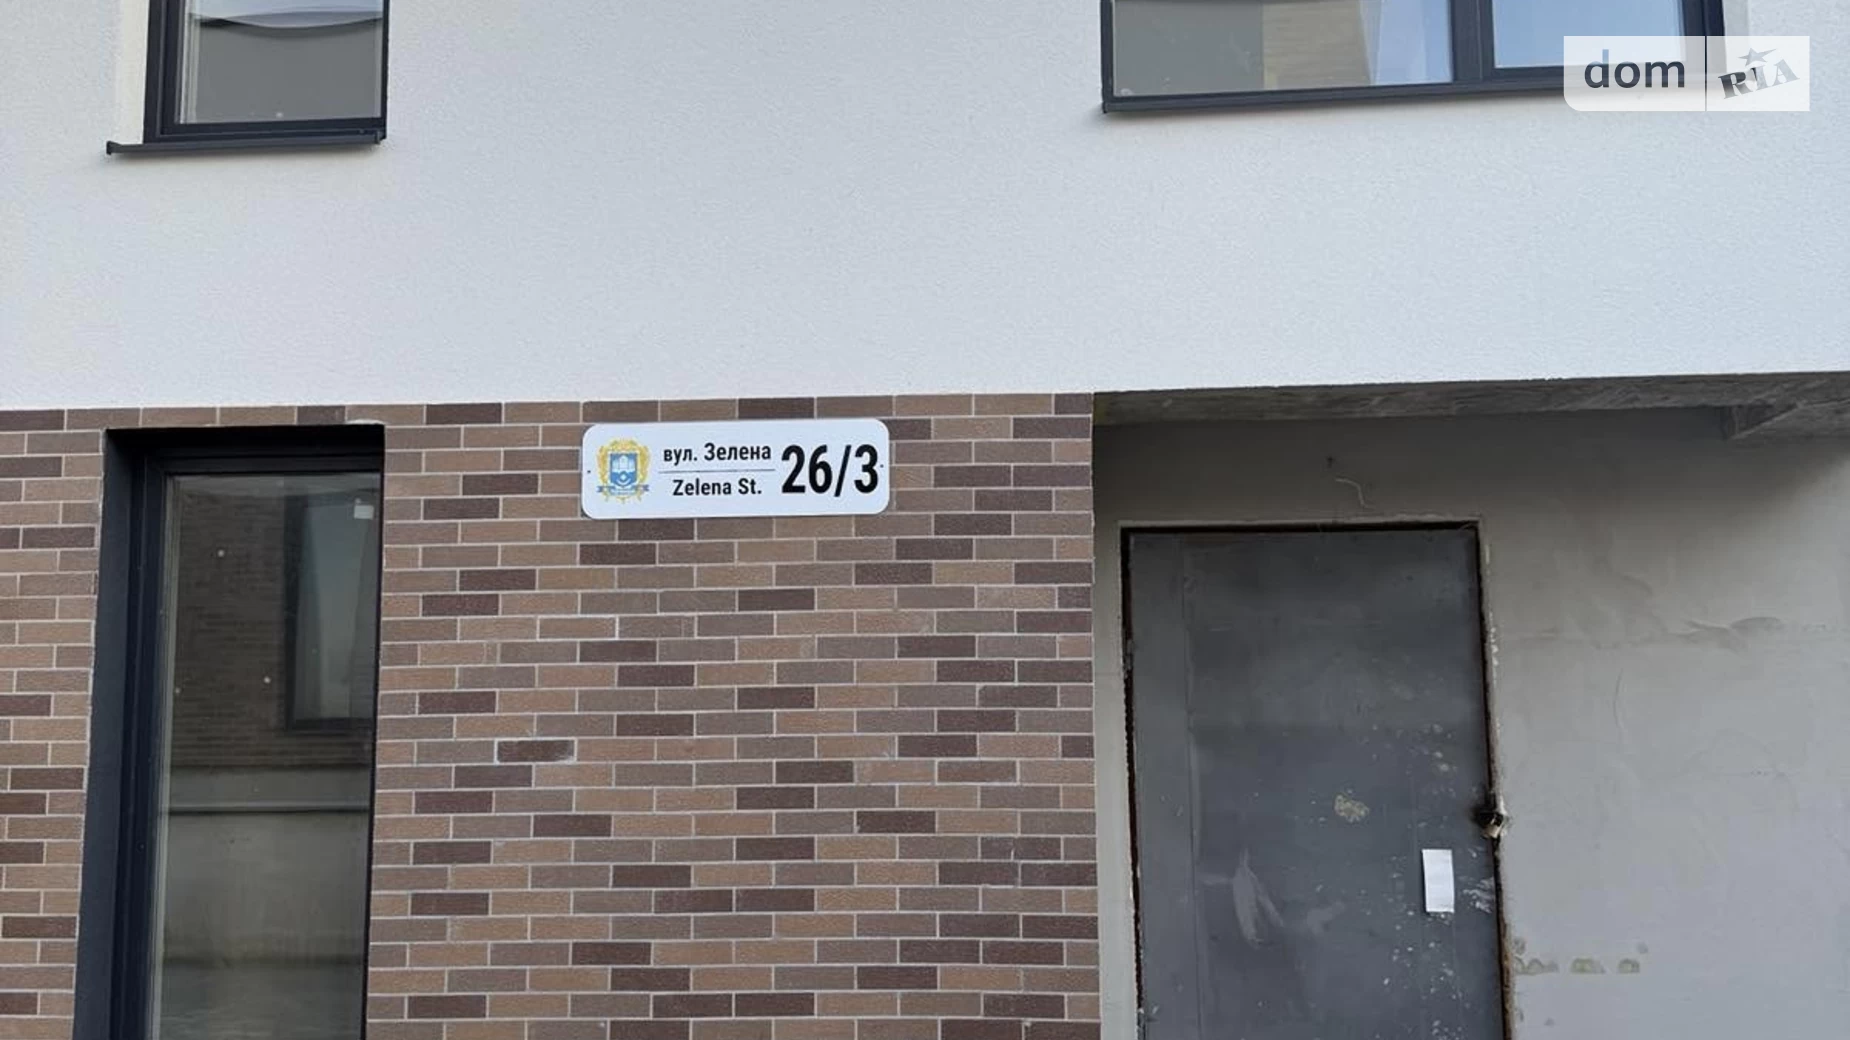 dom RIA
вул. Зелена
Zelena St.
26/3